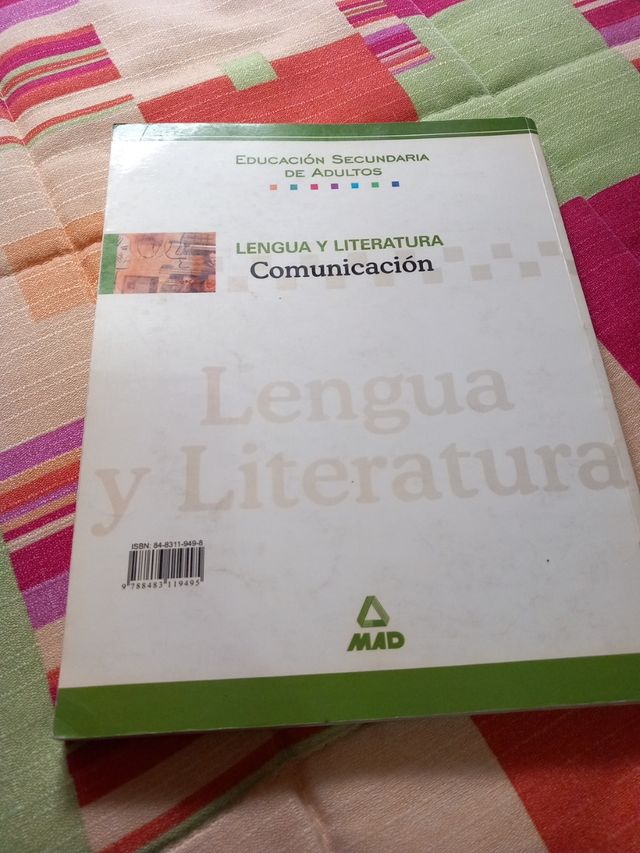 EDUCACIÓN SECUNDARIA
DE ADULTOS
LENGUA Y LITERATURA
Comunicación
Lengua
y Literatura
ISBN: 84-8311-949-8
9 788483 119495
MAD